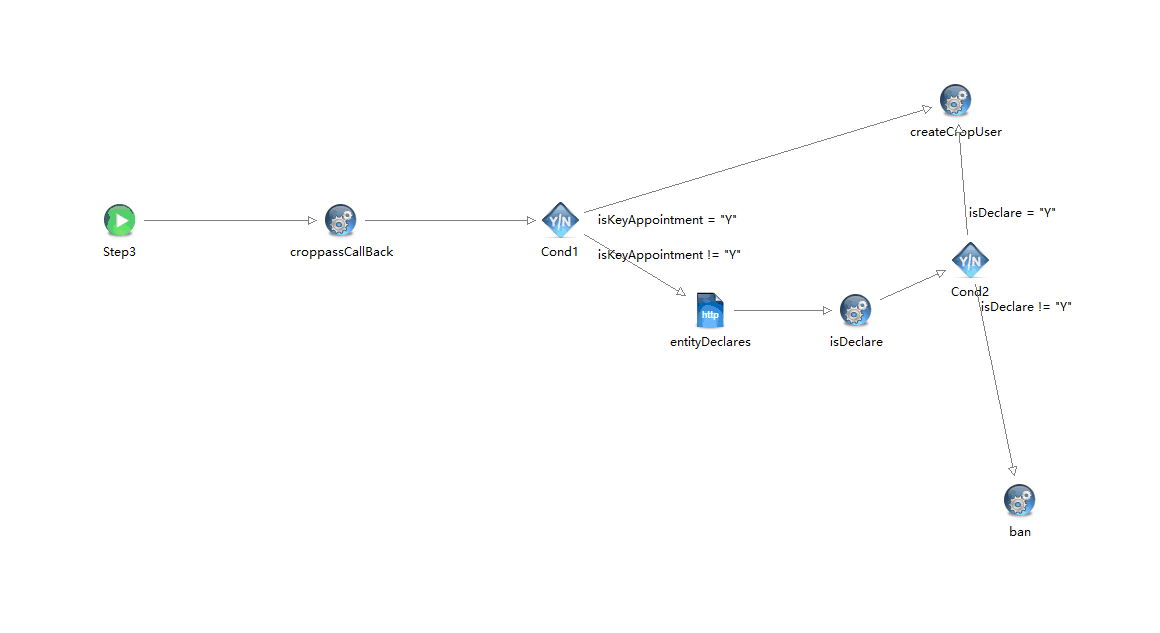 createCropUser
isDeclare = "Y"
Y/N
isKeyAppointment = "Y"
Step3
croppassCallBack
Cond1
isKeyAppointment != "Y"
Y/N
Cond2
isDeclare != "Y"
http
entityDeclares
isDeclare
ban